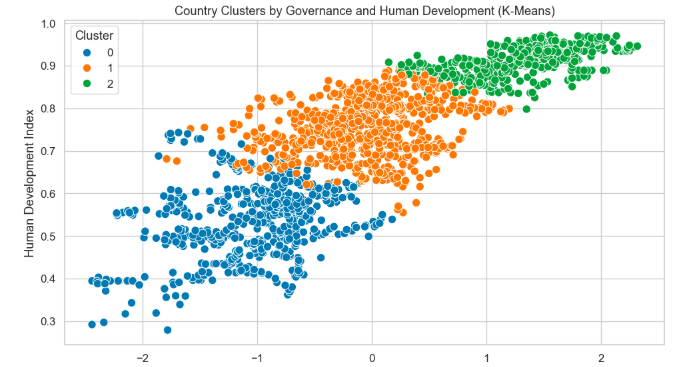 Country Clusters by Governance and Human Development (K-Means)
Cluster
0
1
2
Human Development Index
1.0
0.9
0.8
0.7
0.6
0.5
0.4
0.3
−2 −1 0 1 2